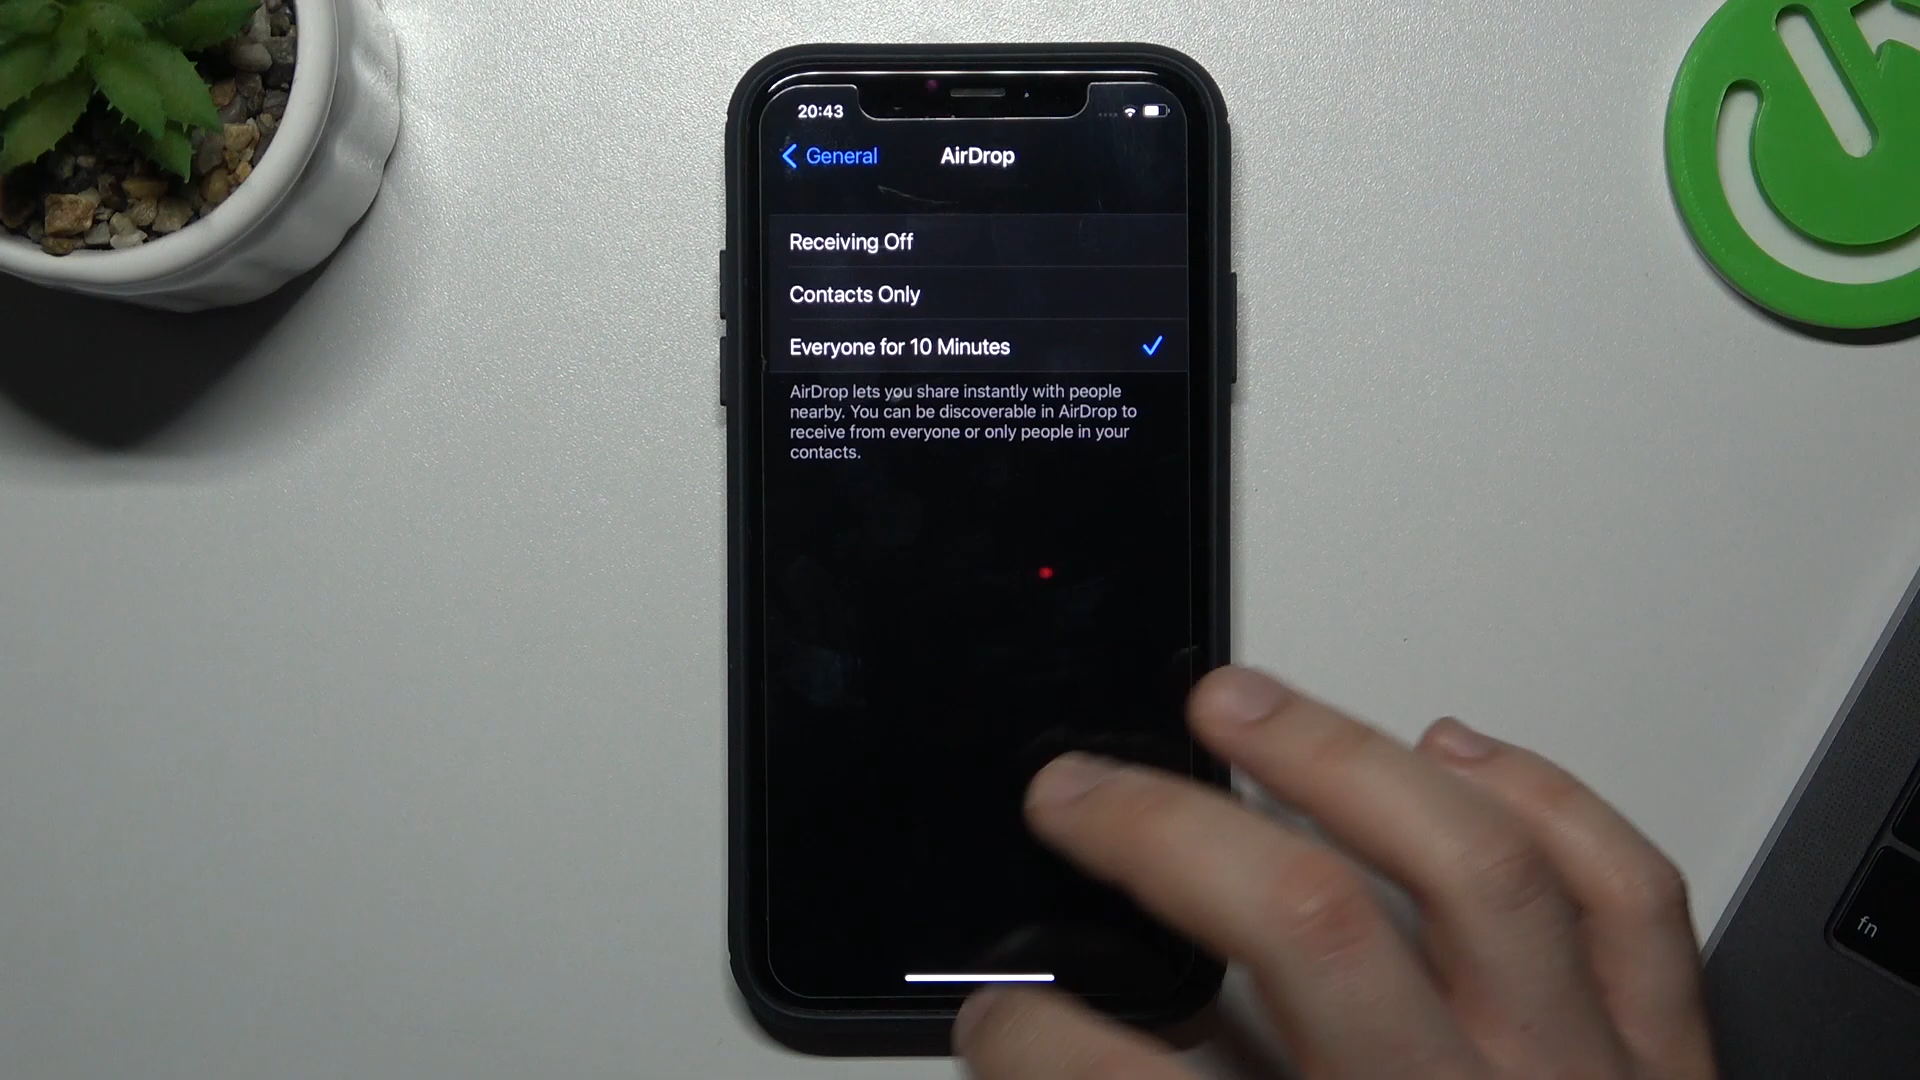 20:43
General
AirDrop
Receiving Off
Contacts Only
Everyone for 10 Minutes
AirDrop lets you share instantly with people
nearby. You can be discoverable in AirDrop to
receive from everyone or only people in your
contacts.
fn